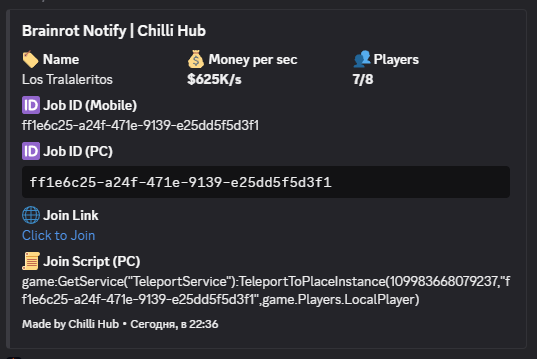 Brainrot Notify | Chilli Hub
🏷️ Name 💰 Money per sec 👥 Players
Los Tralaleritos $625K/s 7/8
🆔 Job ID (Mobile)
ff1e6c25-a24f-471e-9139-e25dd5f5d3f1
🆔 Job ID (PC)
ff1e6c25-a24f-471e-9139-e25dd5f5d3f1
🌐 Join Link
Click to Join
📜 Join Script (PC)
game:GetService("TeleportService"):TeleportToPlaceInstance(109983668079237,"f
f1e6c25-a24f-471e-9139-e25dd5f5d3f1",game.Players.LocalPlayer)
Made by Chilli Hub • Сегодня, в 22:36